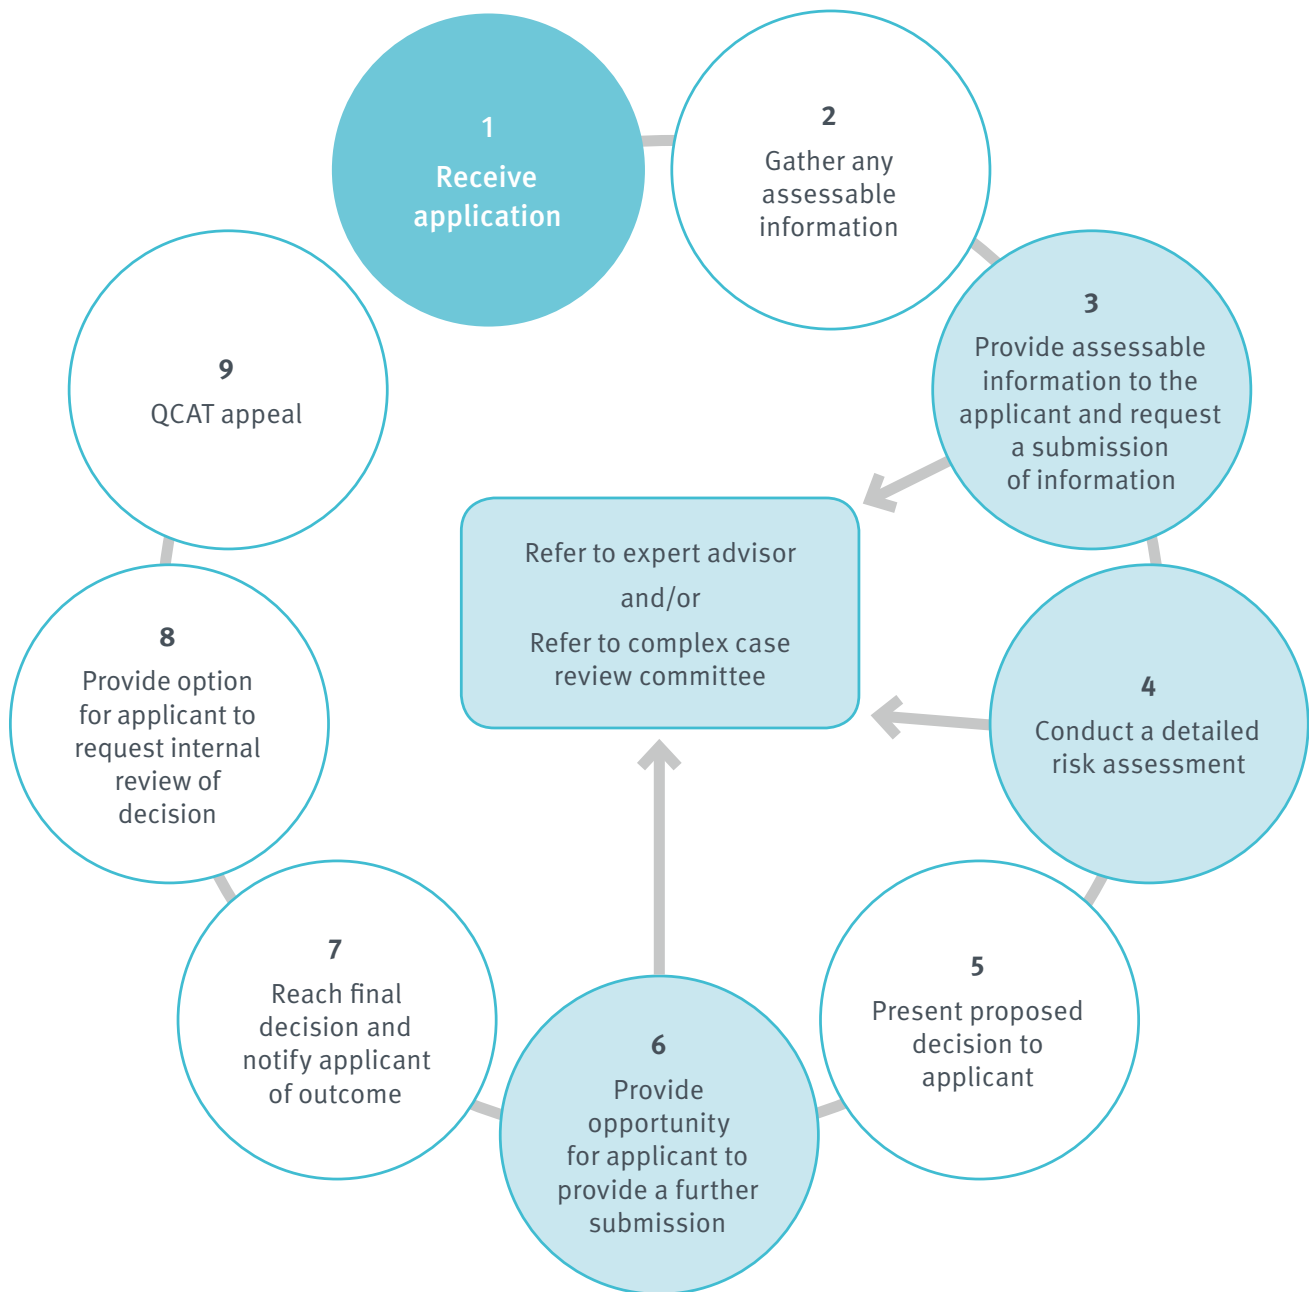 1
Receive
application
2
Gather any
assessable
information
3
Provide assessable
information to the
applicant and request
a submission
of information
4
Conduct a detailed
risk assessment
5
Present proposed
decision to
applicant
6
Provide
opportunity
for applicant to
provide a further
submission
7
Reach final
decision and
notify applicant
of outcome
8
Provide option
for applicant to
request internal
review of
decision
9
QCAT appeal
Refer to expert advisor
and/or
Refer to complex case
review committee